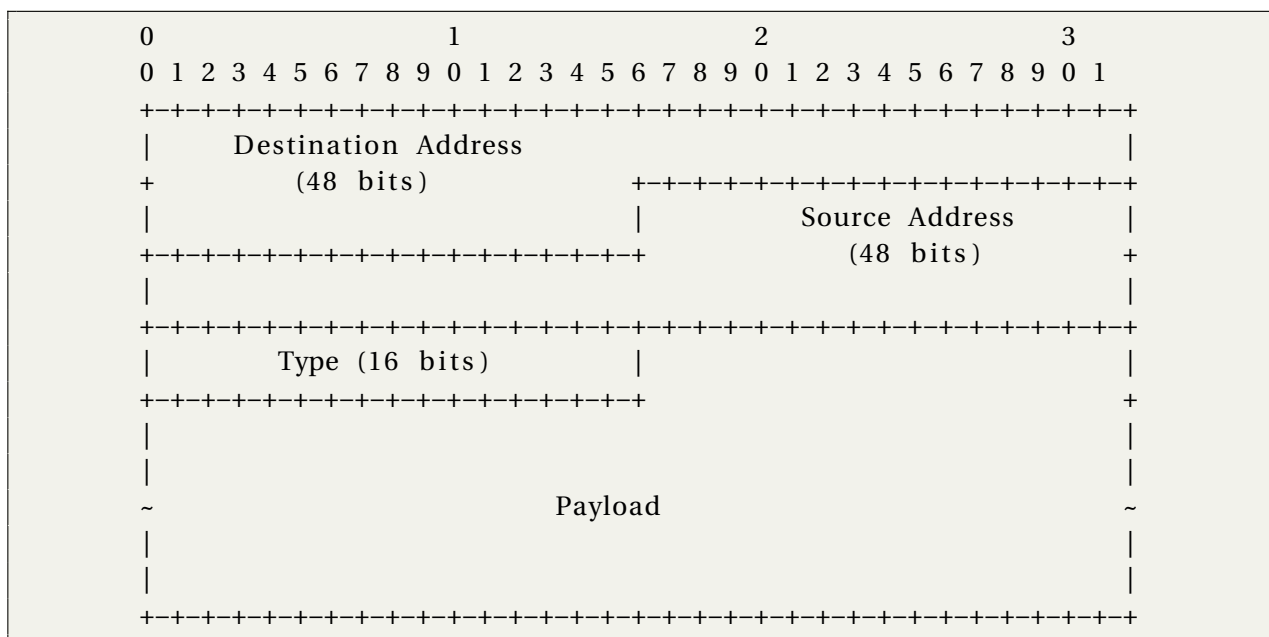 0                   1                   2                   3
0 1 2 3 4 5 6 7 8 9 0 1 2 3 4 5 6 7 8 9 0 1 2 3 4 5 6 7 8 9 0 1
+-+-+-+-+-+-+-+-+-+-+-+-+-+-+-+-+-+-+-+-+-+-+-+-+-+-+-+-+-+-+-+-+
|     Destination Address                                       |
+         (48 bits)             +-+-+-+-+-+-+-+-+-+-+-+-+-+-+-+-+
|                               |          Source Address       |
+-+-+-+-+-+-+-+-+-+-+-+-+-+-+-+-+             (48 bits)         +
|                                                               |
+-+-+-+-+-+-+-+-+-+-+-+-+-+-+-+-+-+-+-+-+-+-+-+-+-+-+-+-+-+-+-+-+
|        Type (16 bits)         |                               |
+-+-+-+-+-+-+-+-+-+-+-+-+-+-+-+-+                               +
|                                                               |
|                                                               |
~                          Payload                              ~
|                                                               |
|                                                               |
+-+-+-+-+-+-+-+-+-+-+-+-+-+-+-+-+-+-+-+-+-+-+-+-+-+-+-+-+-+-+-+-+